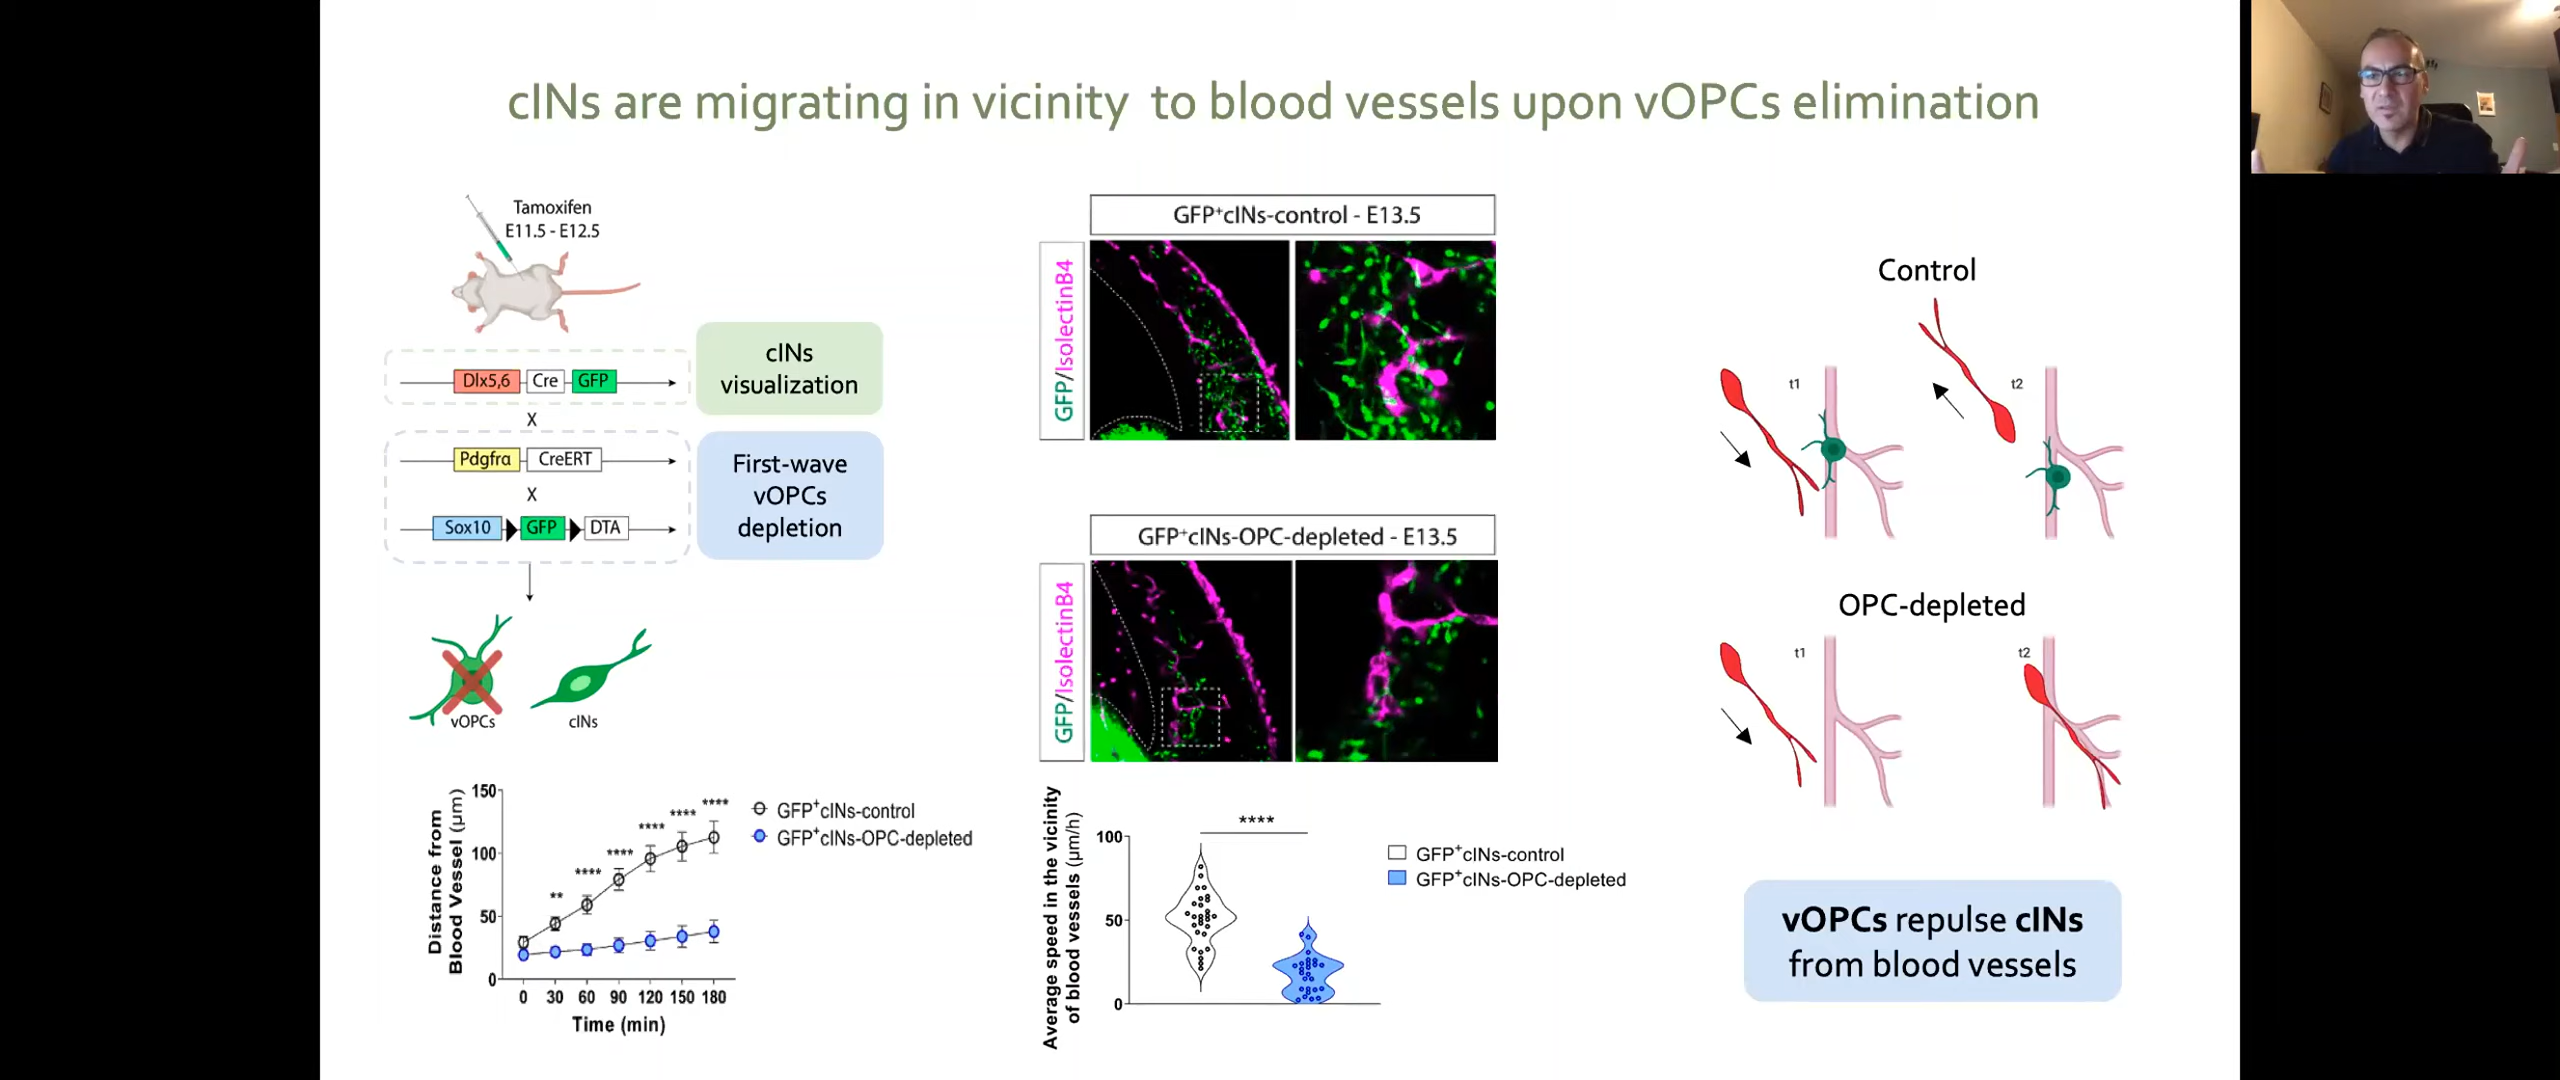 cINs are migrating in vicinity to blood vessels upon vOPCs elimination
Tamoxifen
E11.5 - E12.5
Dlx5,6 Cre GFP
X
Pdgfrα CreERT
X
Sox10 GFP DTA
cINs
visualization
First-wave
vOPCs
depletion
vOPCs
cINs
Distance from
Blood Vessel (µm)
150
100
50
0
** **** **** **** **** ****
0 30 60 90 120 150 180
Time (min)
GFP⁺cINs-control
GFP⁺cINs-OPC-depleted
GFP⁺cINs-control - E13.5
GFP/IsolectinB4
GFP⁺cINs-OPC-depleted - E13.5
GFP/IsolectinB4
Average speed in the vicinity
of blood vessels (µm/h)
100
50
0
****
GFP⁺cINs-control
GFP⁺cINs-OPC-depleted
Control
t1
t2
OPC-depleted
t1
t2
vOPCs repulse cINs
from blood vessels